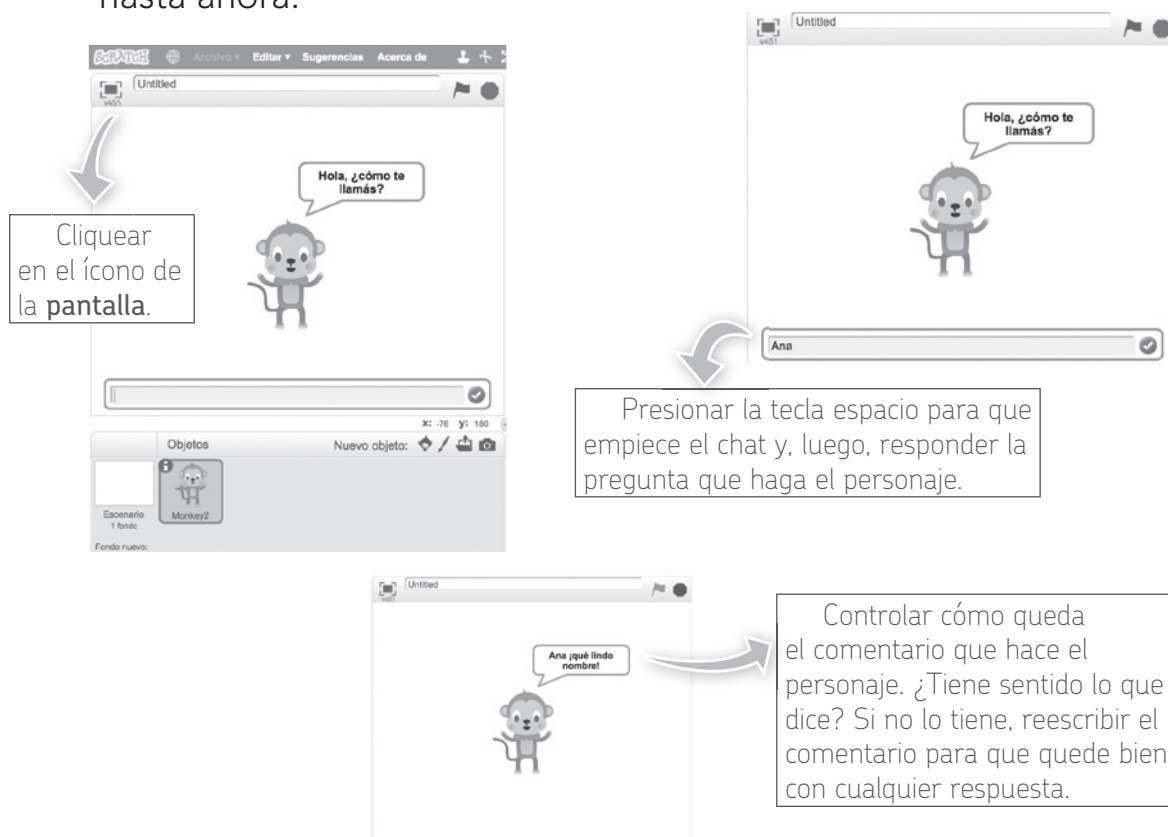 hasta ahora.
SCRATCH Archivo Editar Sugerencias Acerca de
Untitled
v451
Hola, ¿cómo te
llamás?
Cliquear
en el ícono de
la pantalla.
x: -76 y: 180
Objetos Nuevo objeto:
Escenario
1 fondo
Monkey2
Fondo nuevo:
Untitled
v451
Hola, ¿cómo te
llamás?
Ana
Presionar la tecla espacio para que
empiece el chat y, luego, responder la
pregunta que haga el personaje.
Untitled
v451
Ana ¡qué lindo
nombre!
Controlar cómo queda
el comentario que hace el
personaje. ¿Tiene sentido lo que
dice? Si no lo tiene, reescribir el
comentario para que quede bien
con cualquier respuesta.